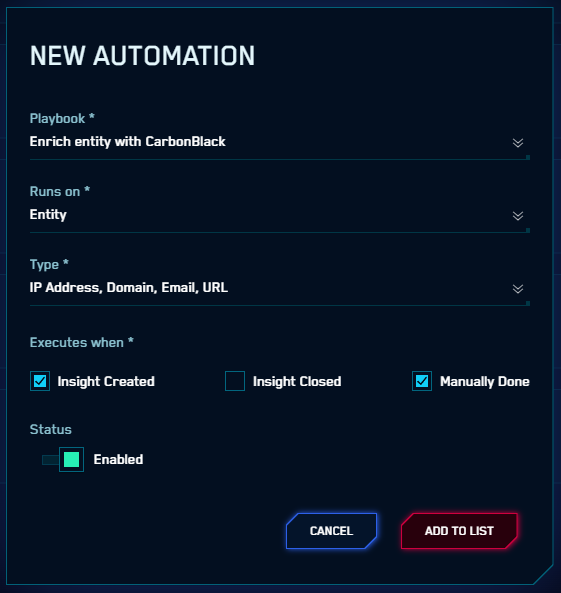 NEW AUTOMATION
Playbook *
Enrich entity with CarbonBlack
Runs on *
Entity
Type *
IP Address, Domain, Email, URL
Executes when *
Insight Created Insight Closed Manually Done
Status
Enabled
CANCEL ADD TO LIST